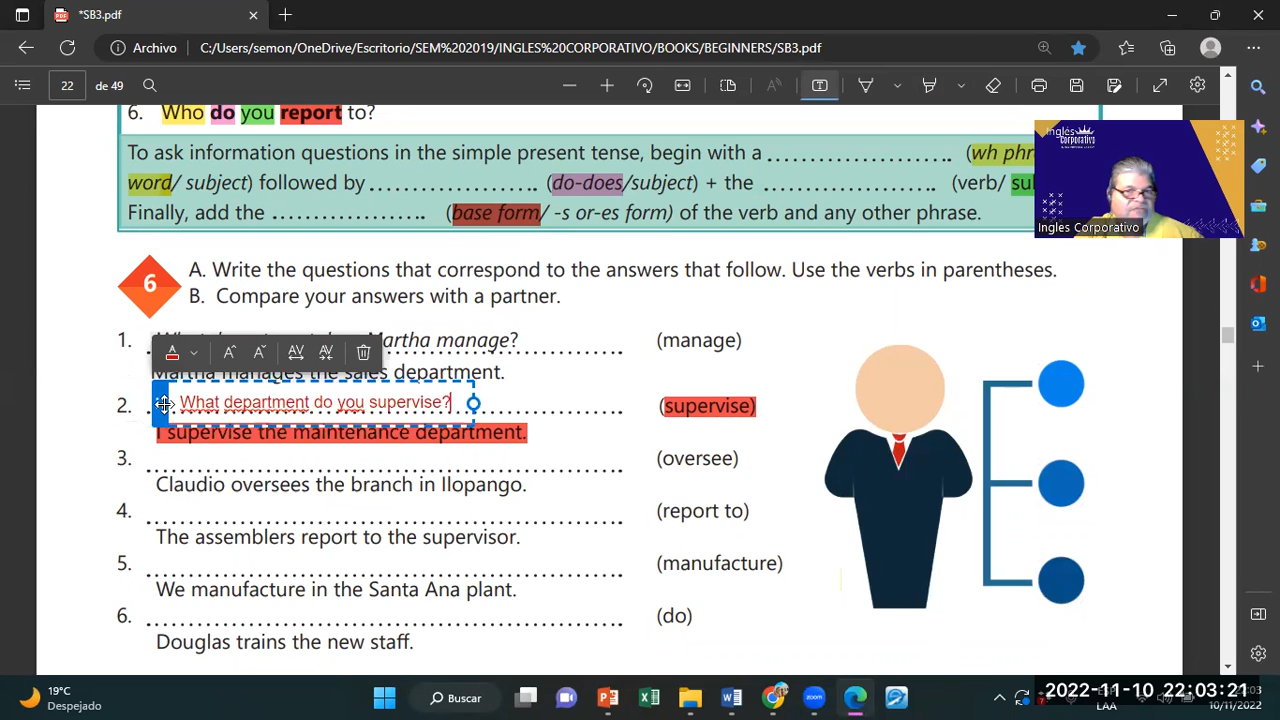 *SB3.pdf
Archivo
C:/Users/semon/OneDrive/Escritorio/SEM%202019/INGLES%20CORPORATIVO/BOOKS/BEGINNERS/SB3.pdf
22 de 49
6. Who do you report to?
To ask information questions in the simple present tense, begin with a ..................... (wh phr
word/ subject) followed by ..................... (do-does/subject) + the ..................... (verb/ su
Finally, add the ................... (base form/ -s or-es form) of the verb and any other phrase.
Inglés
Corporativo
Ingles Corporativo
6
A. Write the questions that correspond to the answers that follow. Use the verbs in parentheses.
B. Compare your answers with a partner.
1. Martha manage? (manage)
Martha manages the sales department.
2. What department do you supervise? (supervise)
I supervise the maintenance department.
3. ..................... (oversee)
Claudio oversees the branch in Ilopango.
4. ..................... (report to)
The assemblers report to the supervisor.
5. ..................... (manufacture)
We manufacture in the Santa Ana plant.
6. ..................... (do)
Douglas trains the new staff.
19°C
Despejado
Buscar
ESP
LAA
2022-11-10 22:03:21
10/11/2022